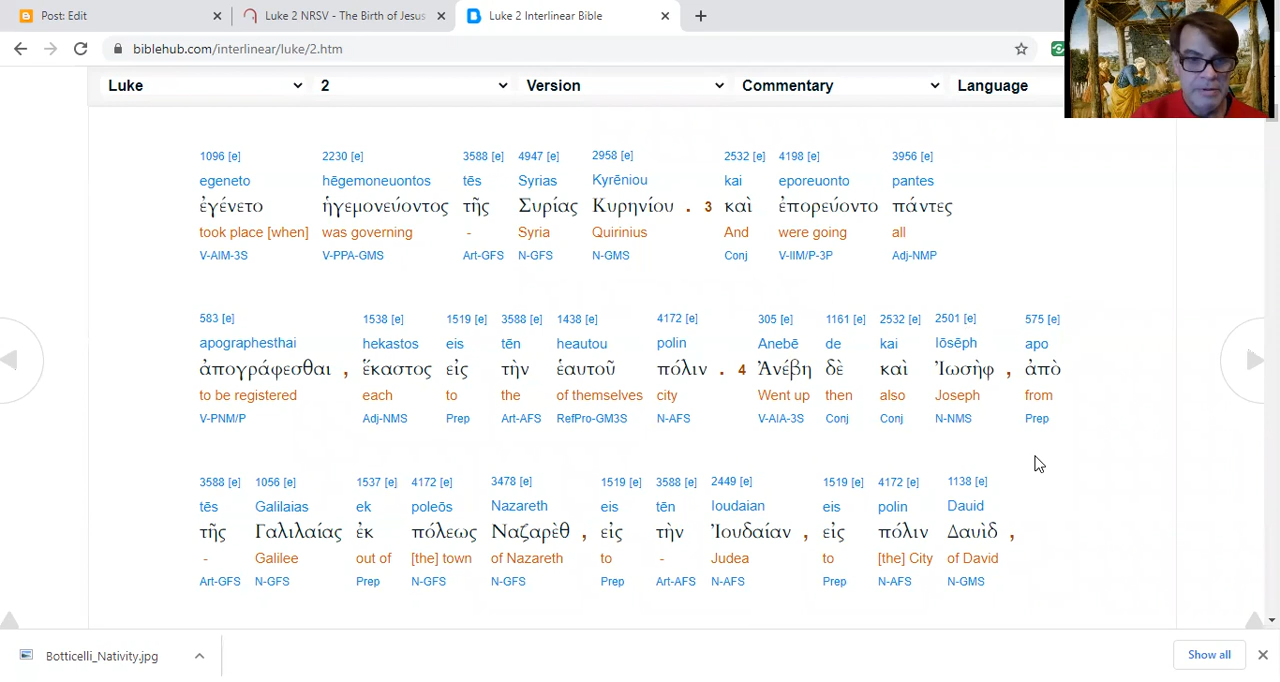 Post: Edit
Luke 2 NRSV - The Birth of Jesus
Luke 2 Interlinear Bible
biblehub.com/interlinear/luke/2.htm
Luke 2 Version Commentary Language
1096 [e] 2230 [e] 3588 [e] 4947 [e] 2958 [e] 2532 [e] 4198 [e] 3956 [e]
egeneto hēgemoneuontos tēs Syrias Kyrēniou kai eporeuonto pantes
ἐγένετο ἡγεμονεύοντος τῆς Συρίας Κυρηνίου . 3 καὶ ἐπορεύοντο πάντες
took place [when] was governing - Syria Quirinius And were going all
V-AIM-3S V-PPA-GMS Art-GFS N-GFS N-GMS Conj V-IIM/P-3P Adj-NMP
583 [e] 1538 [e] 1519 [e] 3588 [e] 1438 [e] 4172 [e] 305 [e] 1161 [e] 2532 [e] 2501 [e] 575 [e]
apographesthai hekastos eis tēn heautou polin Anebē de kai Iōsēph apo
ἀπογράφεσθαι , ἕκαστος εἰς τὴν ἑαυτοῦ πόλιν . 4 Ἀνέβη δὲ καὶ Ἰωσὴφ , ἀπὸ
to be registered each to the of themselves city Went up then also Joseph from
V-PNM/P Adj-NMS Prep Art-AFS RefPro-GM3S N-AFS V-AIA-3S Conj Conj N-NMS Prep
3588 [e] 1056 [e] 1537 [e] 4172 [e] 3478 [e] 1519 [e] 3588 [e] 2449 [e] 1519 [e] 4172 [e] 1138 [e]
tēs Galilaias ek poleōs Nazareth eis tēn Ioudaian eis polin Dauid
τῆς Γαλιλαίας ἐκ πόλεως Ναζαρὲθ , εἰς τὴν Ἰουδαίαν , εἰς πόλιν Δαυὶδ ,
- Galilee out of [the] town of Nazareth to - Judea to [the] City of David
Art-GFS N-GFS Prep N-GFS N-GFS Prep Art-AFS N-AFS Prep N-AFS N-GMS
Botticelli_Nativity.jpg
Show all